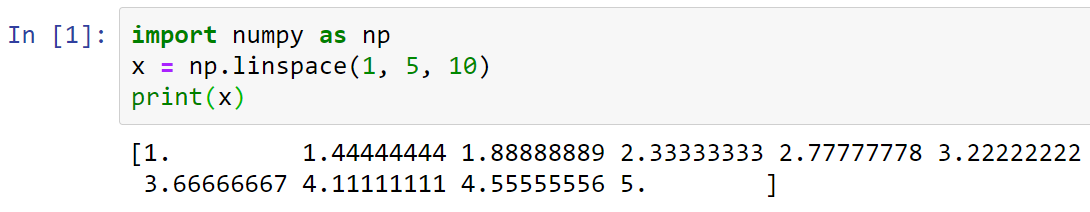 In [1]: import numpy as np
x = np.linspace(1, 5, 10)
print(x)
[1.         1.44444444 1.88888889 2.33333333 2.77777778 3.22222222
 3.66666667 4.11111111 4.55555556 5.        ]